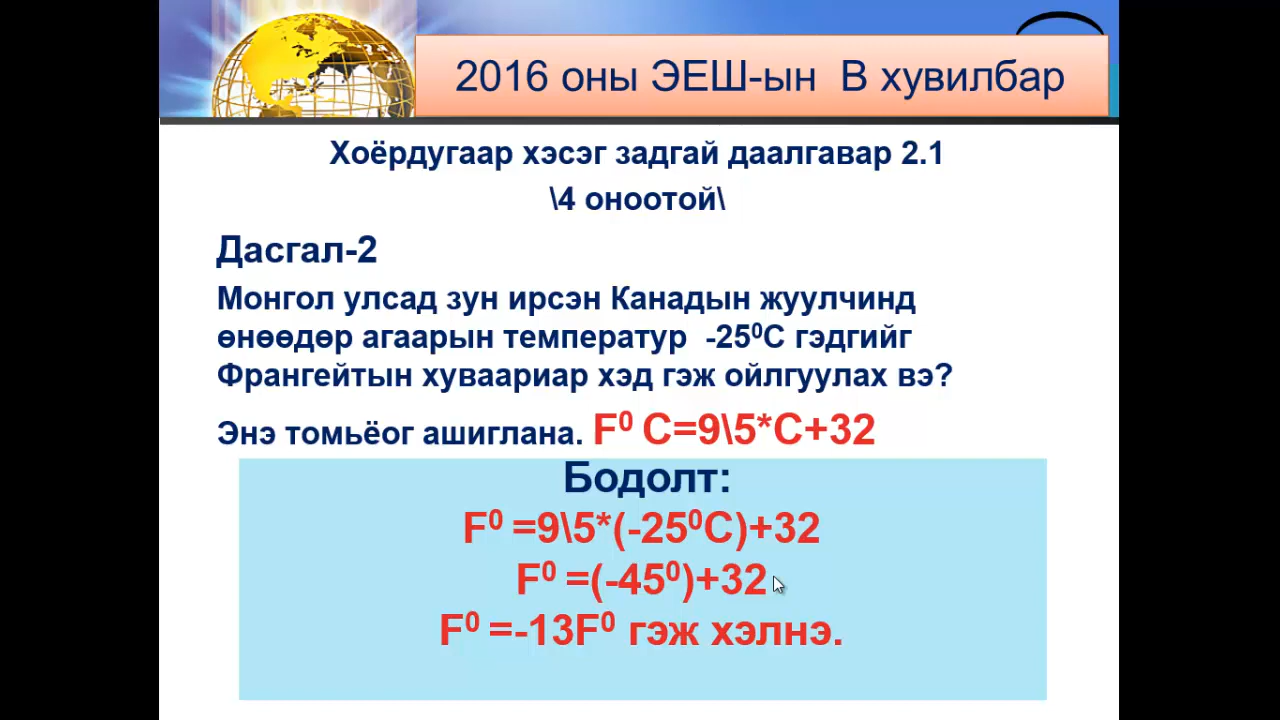 2016 оны ЭЕШ-ын В хувилбар
Хоёрдугаар хэсэг задгай даалгавар 2.1
\4 оноотой\
Дасгал-2
Монгол улсад зун ирсэн Канадын жуулчинд
өнөөдөр агаарын температур -25⁰С гэдгийг
Франгейтын хуваариар хэд гэж ойлгуулах вэ?
Энэ томьёог ашиглана. F⁰ C=9\5*C+32
Бодолт:
F⁰ =9\5*(-25⁰C)+32
F⁰ =(-45⁰)+32
F⁰ =-13F⁰ гэж хэлнэ.